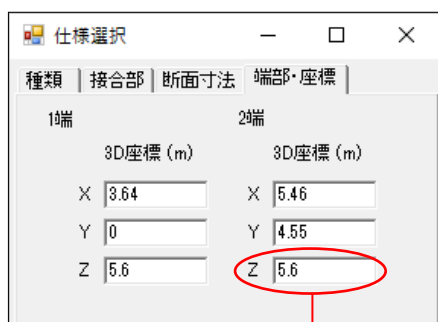 仕様選択
種類 接合部 断面寸法 端部・座標
1端 2端
3D座標 (m) 3D座標 (m)
X 3.64 X 5.46
Y 0 Y 4.55
Z 5.6 Z 5.6